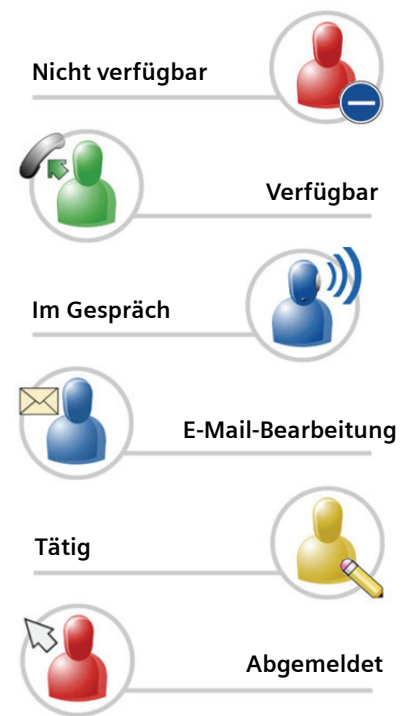 Nicht verfügbar
Verfügbar
Im Gespräch
E-Mail-Bearbeitung
Tätig
Abgemeldet